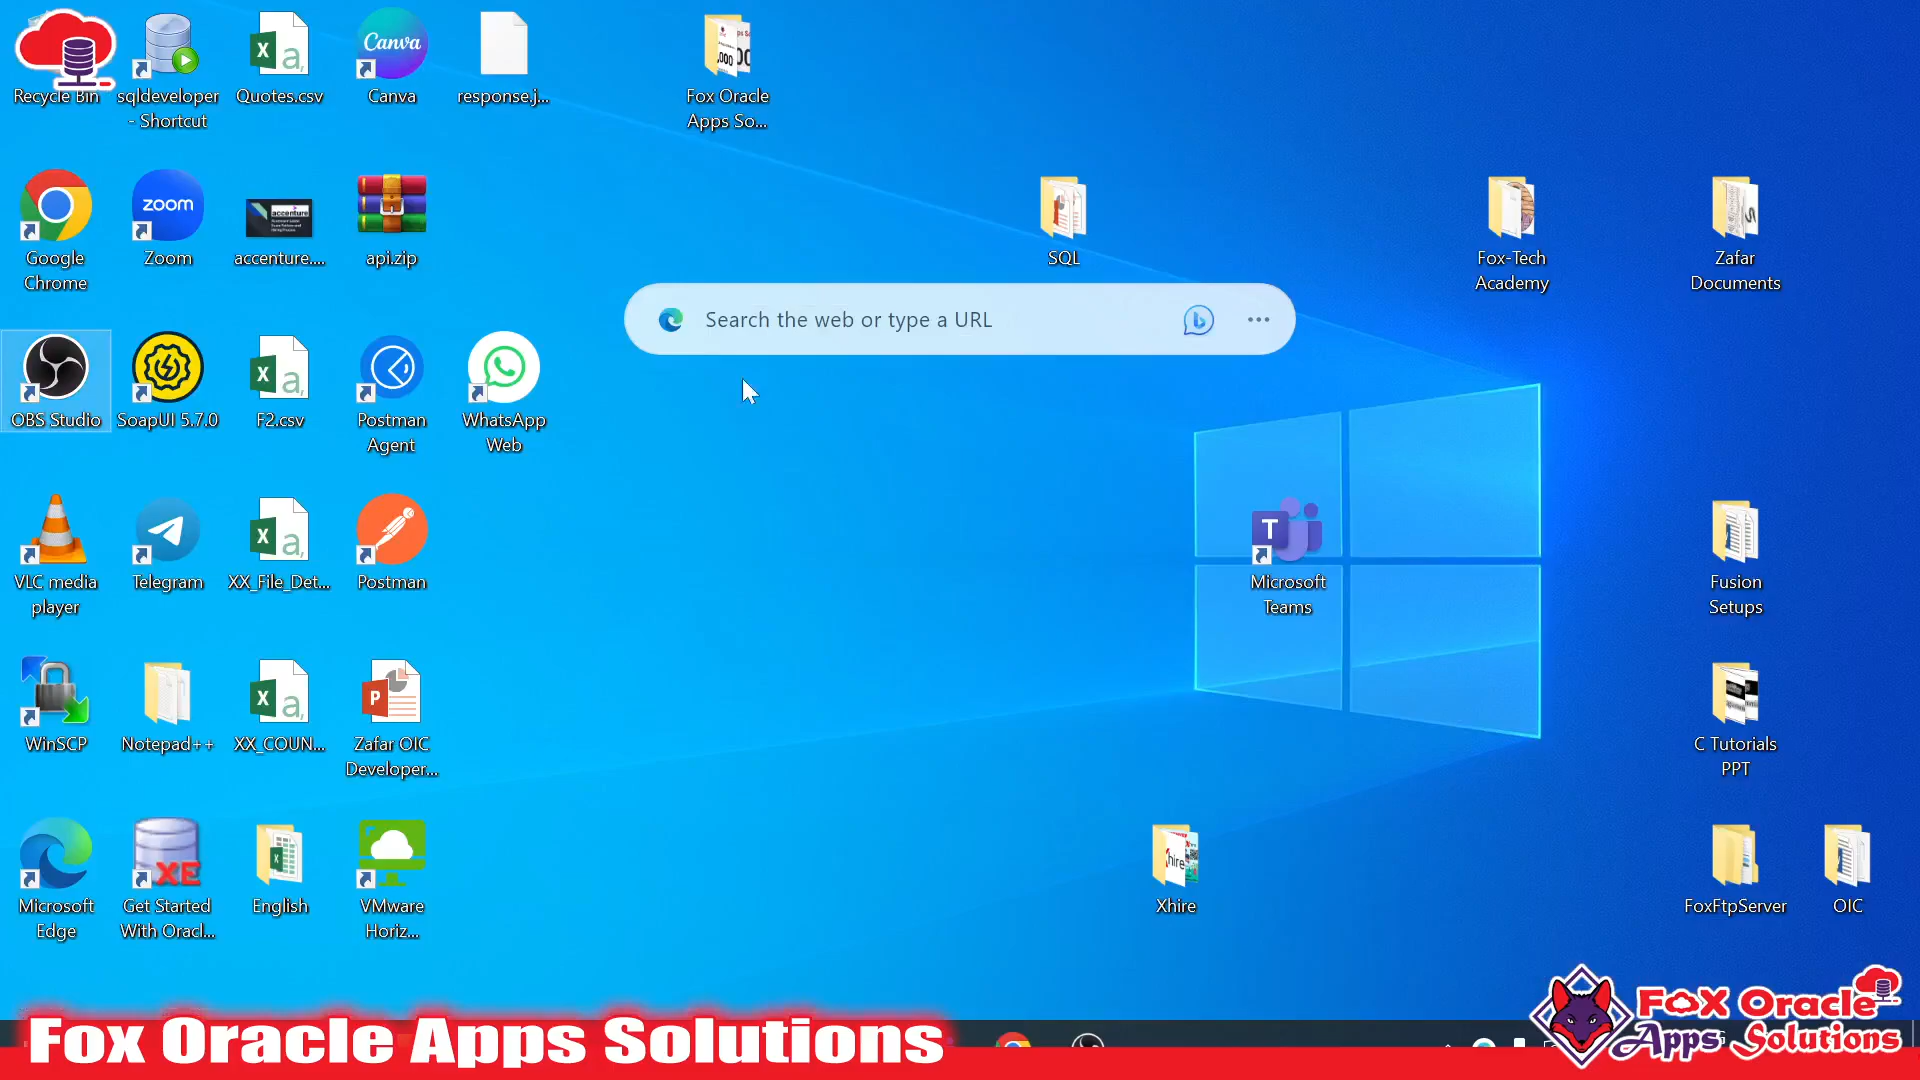 Recycle Bin
sqldeveloper
- Shortcut
Quotes.csv
Canva
Canva
response.j...
Fox Oracle
Apps So...
Google
Chrome
zoom
Zoom
accenture
accenture....
api.zip
SQL
Fox-Tech
Academy
Zafar
Documents
Search the web or type a URL
OBS Studio
SoapUI 5.7.0
F2.csv
Postman
Agent
WhatsApp
Web
VLC media
player
Telegram
XX_File_Det...
Postman
Microsoft
Teams
Fusion
Setups
WinSCP
Notepad++
XX_COUN...
Zafar OIC
Developer...
C Tutorials
PPT
Microsoft
Edge
XE
Get Started
With Oracl...
English
VMware
Horiz...
Xhire
FoxFtpServer
OIC
Fox Oracle Apps Solutions
Fox Oracle
Apps Solutions